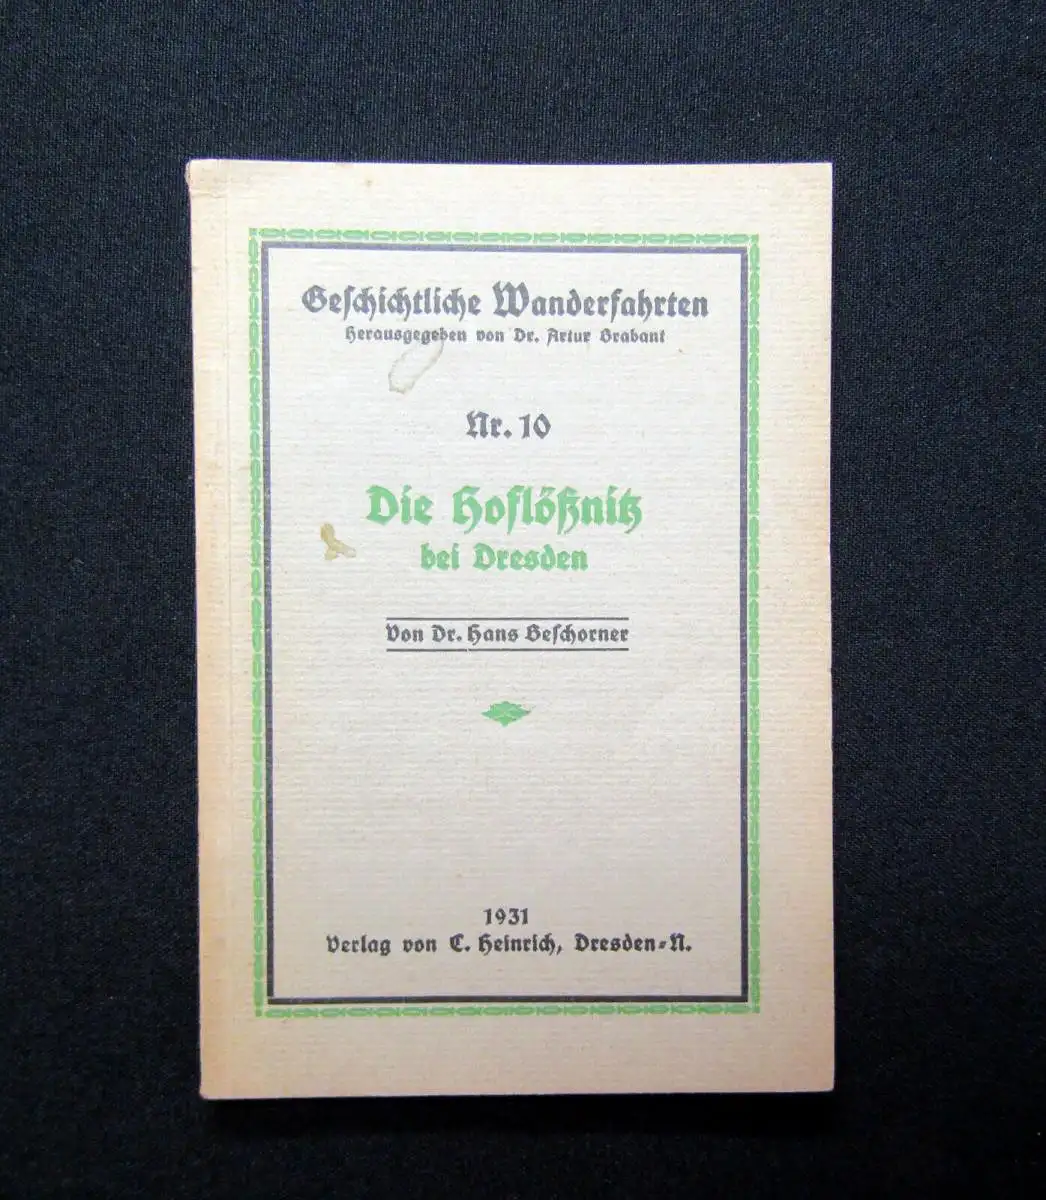 Geschichtliche Wanderfahrten
Herausgegeben von Dr. Artur Brabant
Nr. 10
Die Hoflößnitz
bei Dresden
Von Dr. Hans Beschorner
1931
Verlag von C. Heinrich, Dresden-N.